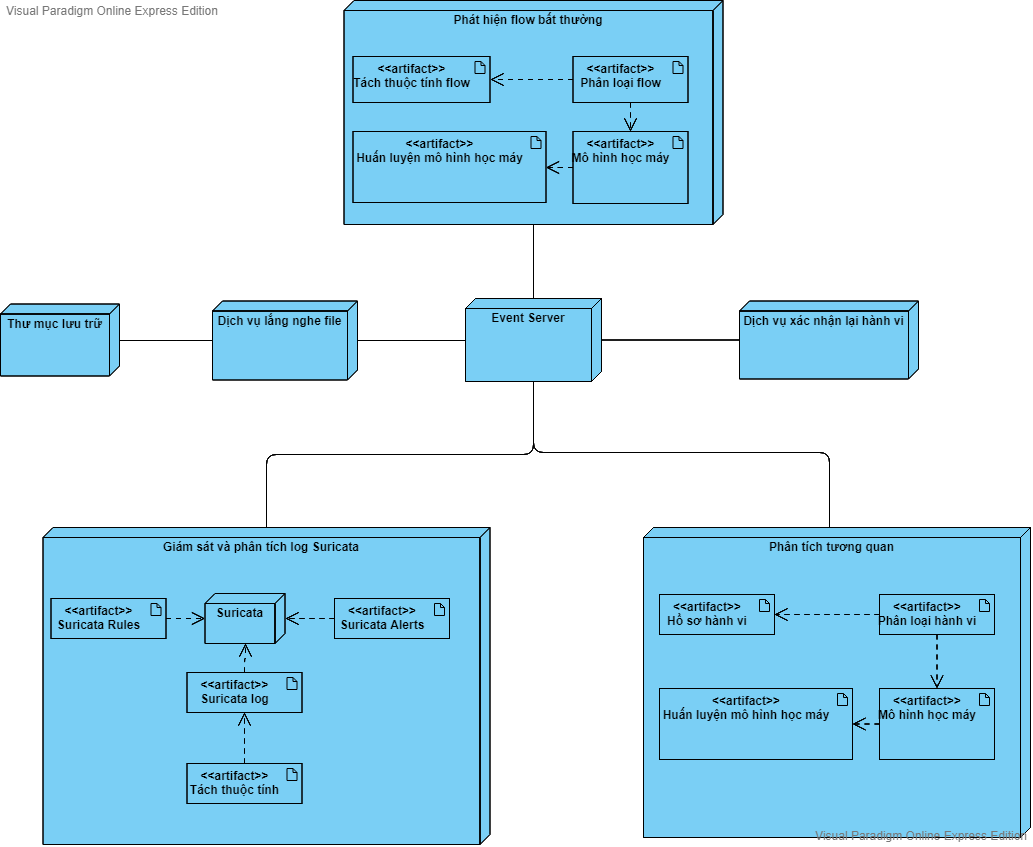 Visual Paradigm Online Express Edition
Phát hiện flow bất thường
<<artifact>>
Tách thuộc tính flow
<<artifact>>
Phân loại flow
<<artifact>>
Huấn luyện mô hình học máy
<<artifact>>
Mô hình học máy
Thư mục lưu trữ
Dịch vụ lắng nghe file
Event Server
Dịch vụ xác nhận lại hành vi
Giám sát và phân tích log Suricata
<<artifact>>
Suricata Rules
Suricata
<<artifact>>
Suricata Alerts
<<artifact>>
Suricata log
<<artifact>>
Tách thuộc tính
Phân tích tương quan
<<artifact>>
Hồ sơ hành vi
<<artifact>>
Phân loại hành vi
<<artifact>>
Huấn luyện mô hình học máy
<<artifact>>
Mô hình học máy
Visual Paradigm Online Express Edition